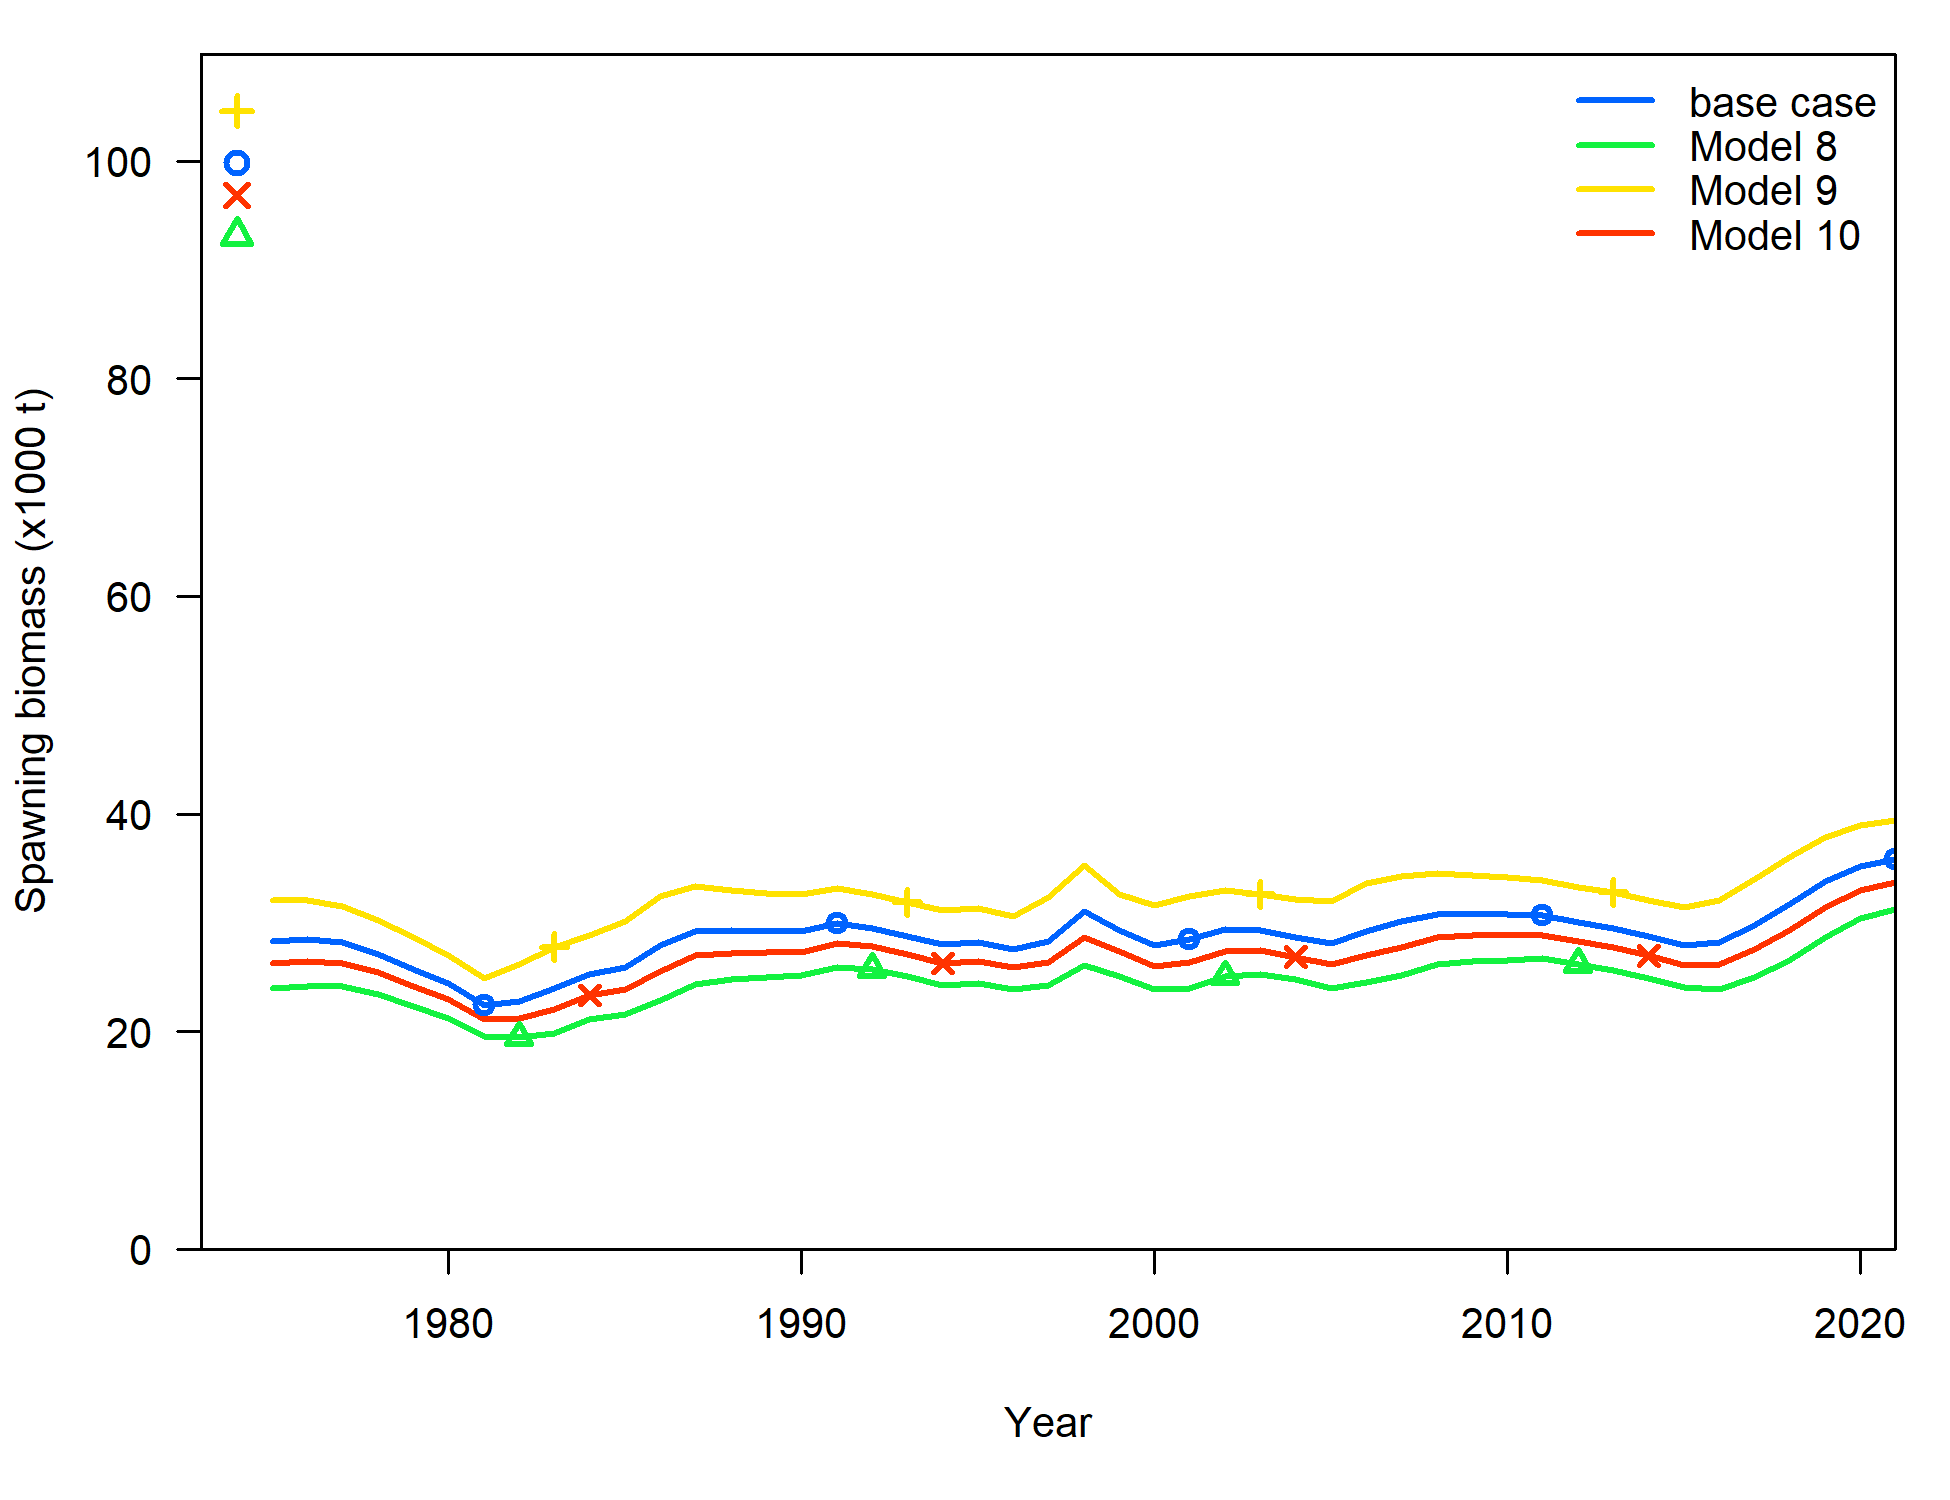 base case
Model 8
Model 9
Model 10
Spawning biomass (x1000 t)
100
80
60
40
20
0
1980 1990 2000 2010 2020
Year